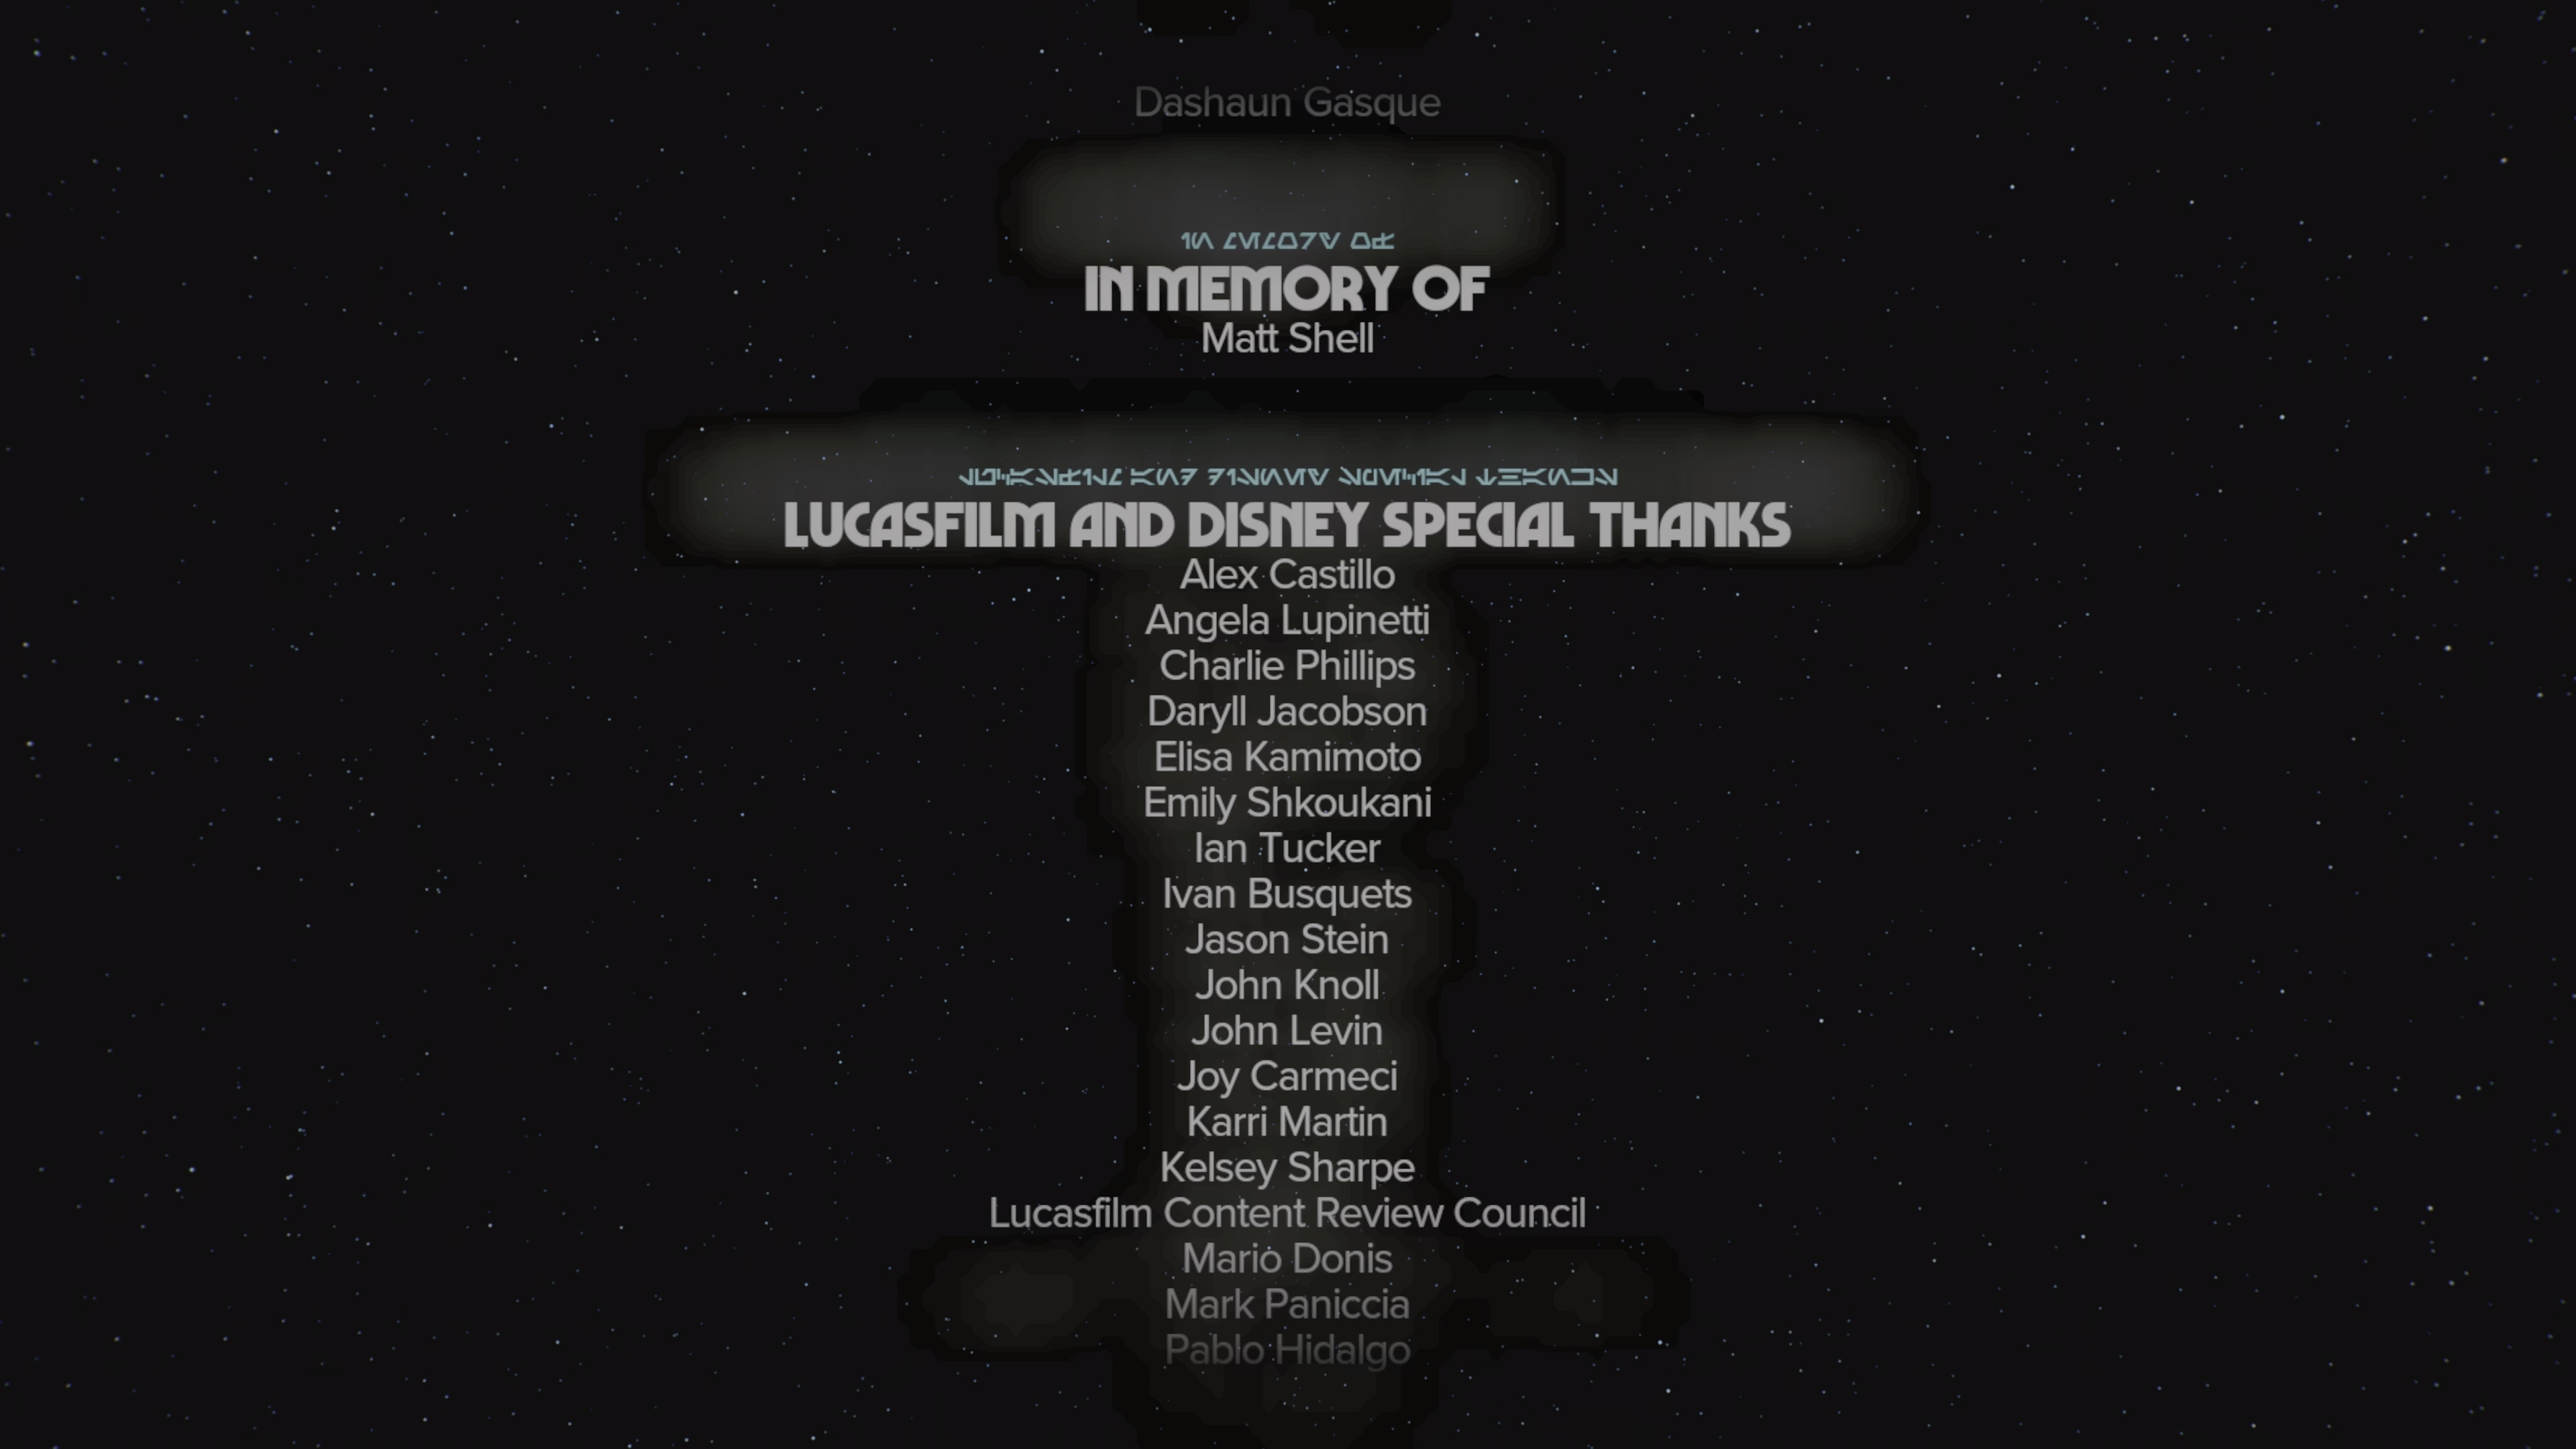 Dashaun Gasque
IN MEMORY OF
Matt Shell
LUCASFILM AND DISNEY SPECIAL THANKS
Alex Castillo
Angela Lupinetti
Charlie Phillips
Daryll Jacobson
Elisa Kamimoto
Emily Shkoukani
Ian Tucker
Ivan Busquets
Jason Stein
John Knoll
John Levin
Joy Carmeci
Karri Martin
Kelsey Sharpe
Lucasfilm Content Review Council
Mario Donis
Mark Paniccia
Pablo Hidalgo